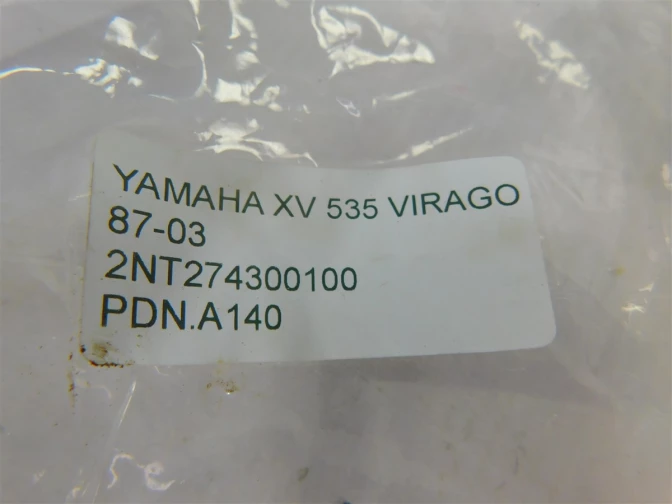 YAMAHA XV 535 VIRAGO
87-03
2NT274300100
PDN.A140